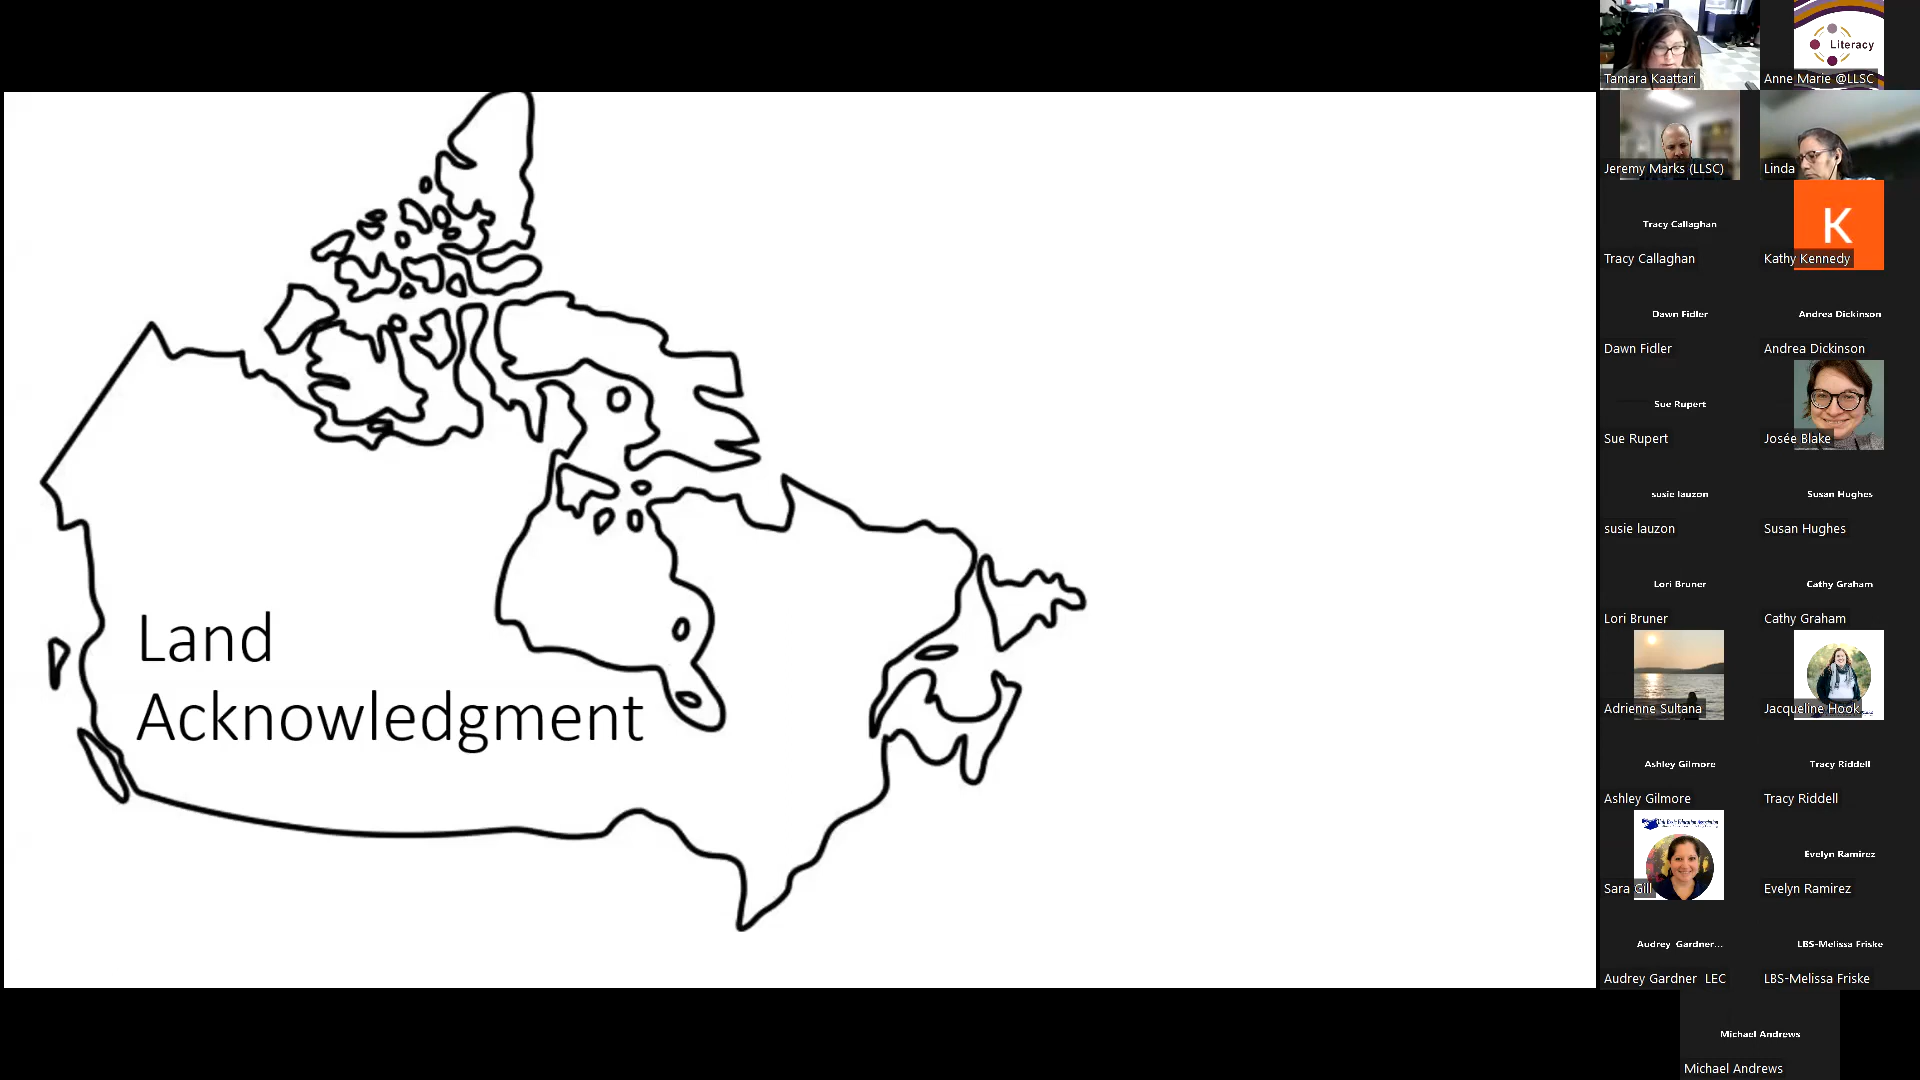 Land
Acknowledgment
Literacy
Tamara Kaattari
Anne Marie @LLSC
Jeremy Marks (LLSC)
Linda
Tracy Callaghan
Tracy Callaghan
K
Kathy Kennedy
Dawn Fidler
Dawn Fidler
Andrea Dickinson
Andrea Dickinson
Sue Rupert
Sue Rupert
Josée Blake
susie lauzon
susie lauzon
Susan Hughes
Susan Hughes
Lori Bruner
Lori Bruner
Cathy Graham
Cathy Graham
Adrienne Sultana
Jacqueline Hook
Ashley Gilmore
Ashley Gilmore
Tracy Riddell
Tracy Riddell
Sara Gill
Evelyn Ramirez
Evelyn Ramirez
Audrey Gardner...
Audrey Gardner LEC
LBS-Melissa Friske
LBS-Melissa Friske
Michael Andrews
Michael Andrews